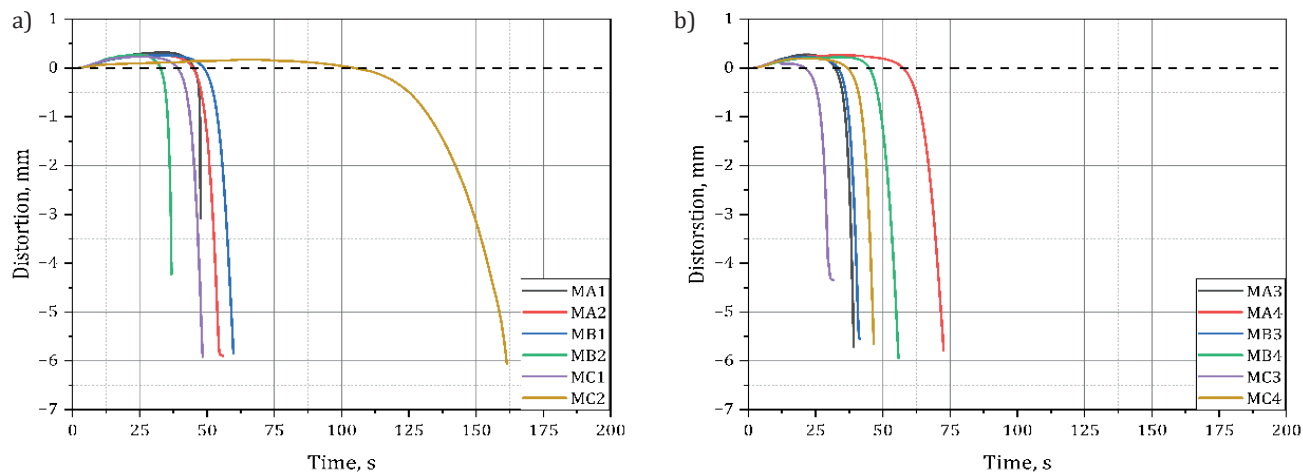 a)
Distortion, mm
1
0
−1
−2
−3
−4
−5
−6
−7
0
25
50
75
100
125
150
175
200
Time, s
MA1
MA2
MB1
MB2
MC1
MC2
b)
Distorstion, mm
1
0
−1
−2
−3
−4
−5
−6
−7
0
25
50
75
100
125
150
175
200
Time, s
MA3
MA4
MB3
MB4
MC3
MC4